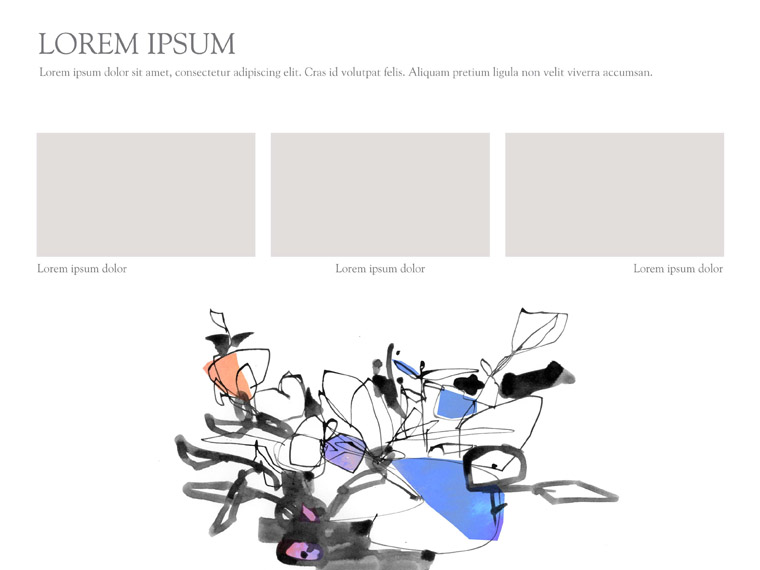 LOREM IPSUM
Lorem ipsum dolor sit amet, consectetur adipiscing elit. Cras id volutpat felis. Aliquam pretium ligula non velit viverra accumsan.
Lorem ipsum dolor
Lorem ipsum dolor
Lorem ipsum dolor